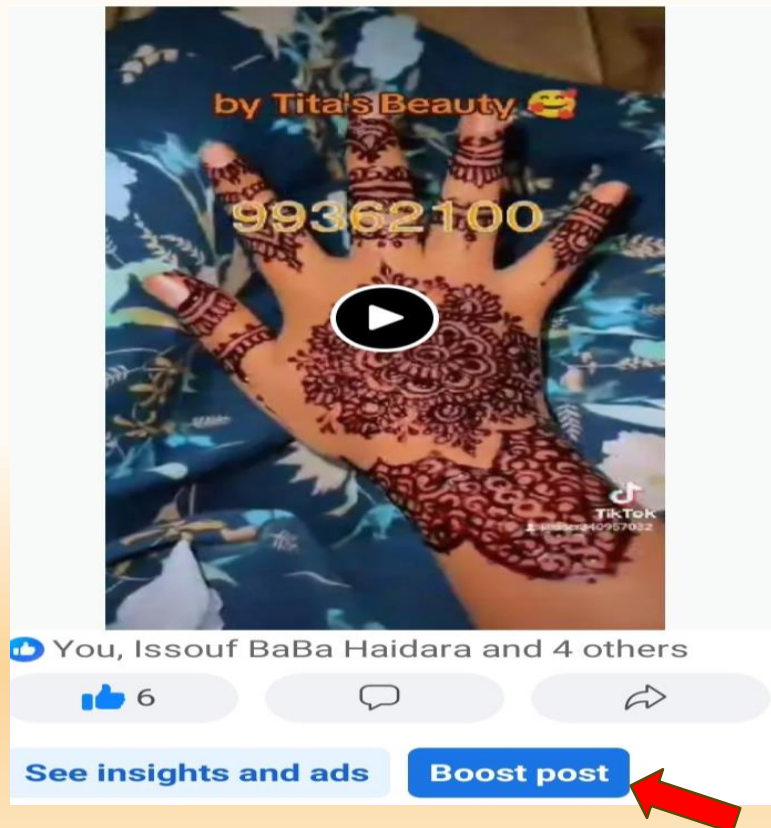 by Tita's Beauty 🥰
99362100
TikTok
You, Issouf BaBa Haidara and 4 others
6
See insights and ads
Boost post